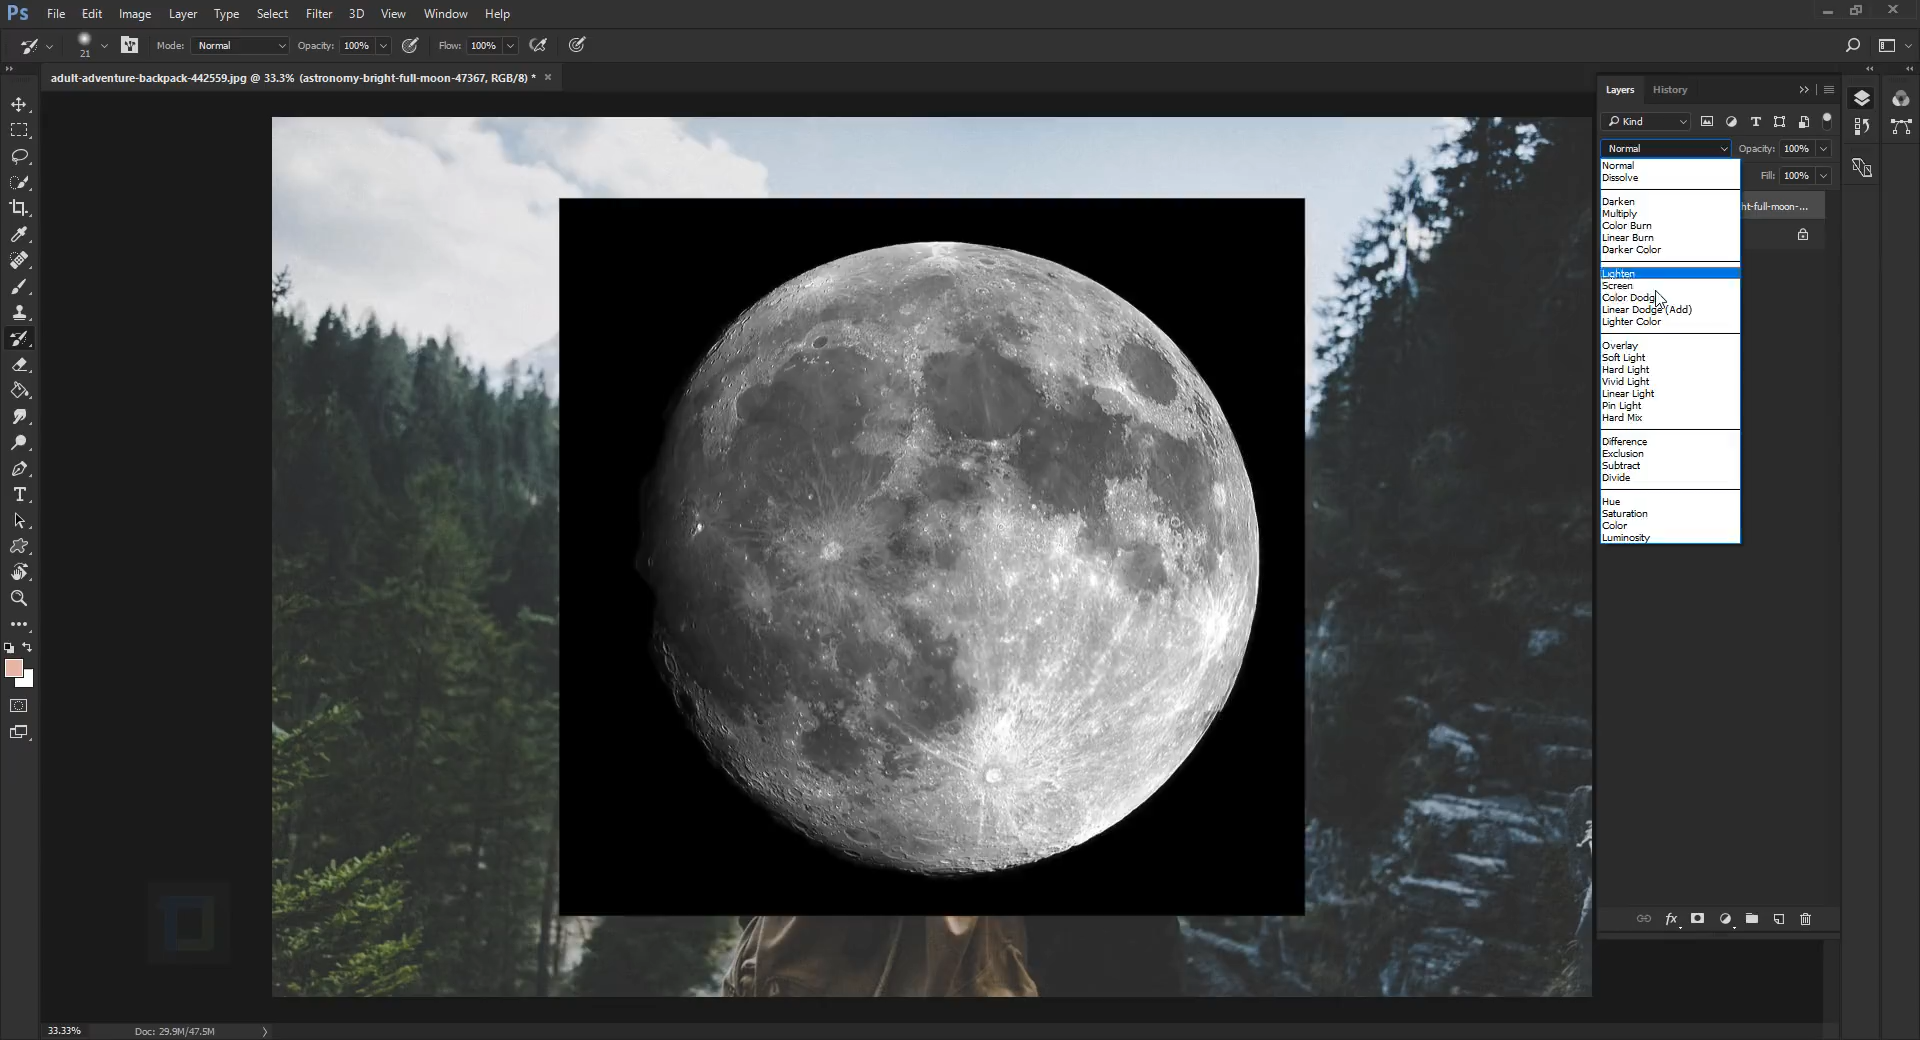 Ps File Edit Image Layer Type Select Filter 3D View Window Help
21 Mode: Normal Opacity: 100% Flow: 100%
adult-adventure-backpack-442559.jpg @ 33.3% (astronomy-bright-full-moon-47367, RGB/8) * ×
Layers History
Kind
Normal Opacity: 100%
Fill: 100%
ht-full-moon-...
Normal
Dissolve
Darken
Multiply
Color Burn
Linear Burn
Darker Color
Lighten
Screen
Color Dodge
Linear Dodge (Add)
Lighter Color
Overlay
Soft Light
Hard Light
Vivid Light
Linear Light
Pin Light
Hard Mix
Difference
Exclusion
Subtract
Divide
Hue
Saturation
Color
Luminosity
fx
33.33% Doc: 29.9M/47.5M